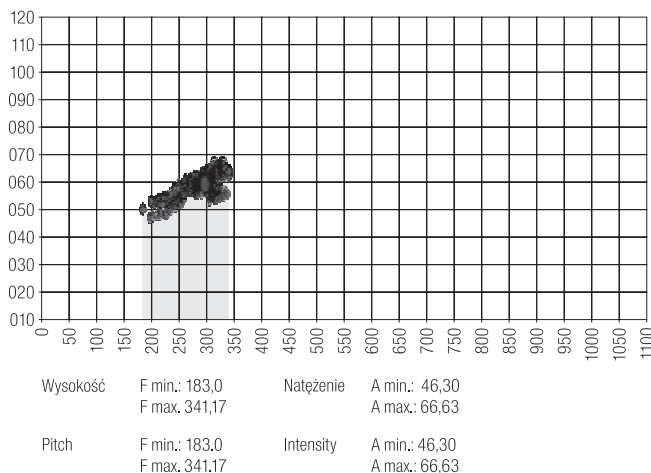 120
110
100
090
080
070
060
050
040
030
020
010
0 50 100 150 200 250 300 350 400 450 500 550 600 650 700 750 800 850 900 950 1000 1050 1100
Wysokość F min.: 183,0 Natężenie A min.: 46,30
F max. 341,17 A max.: 66,63
Pitch F min.: 183.0 Intensity A min.: 46,30
F max. 341.17 A max.: 66,63